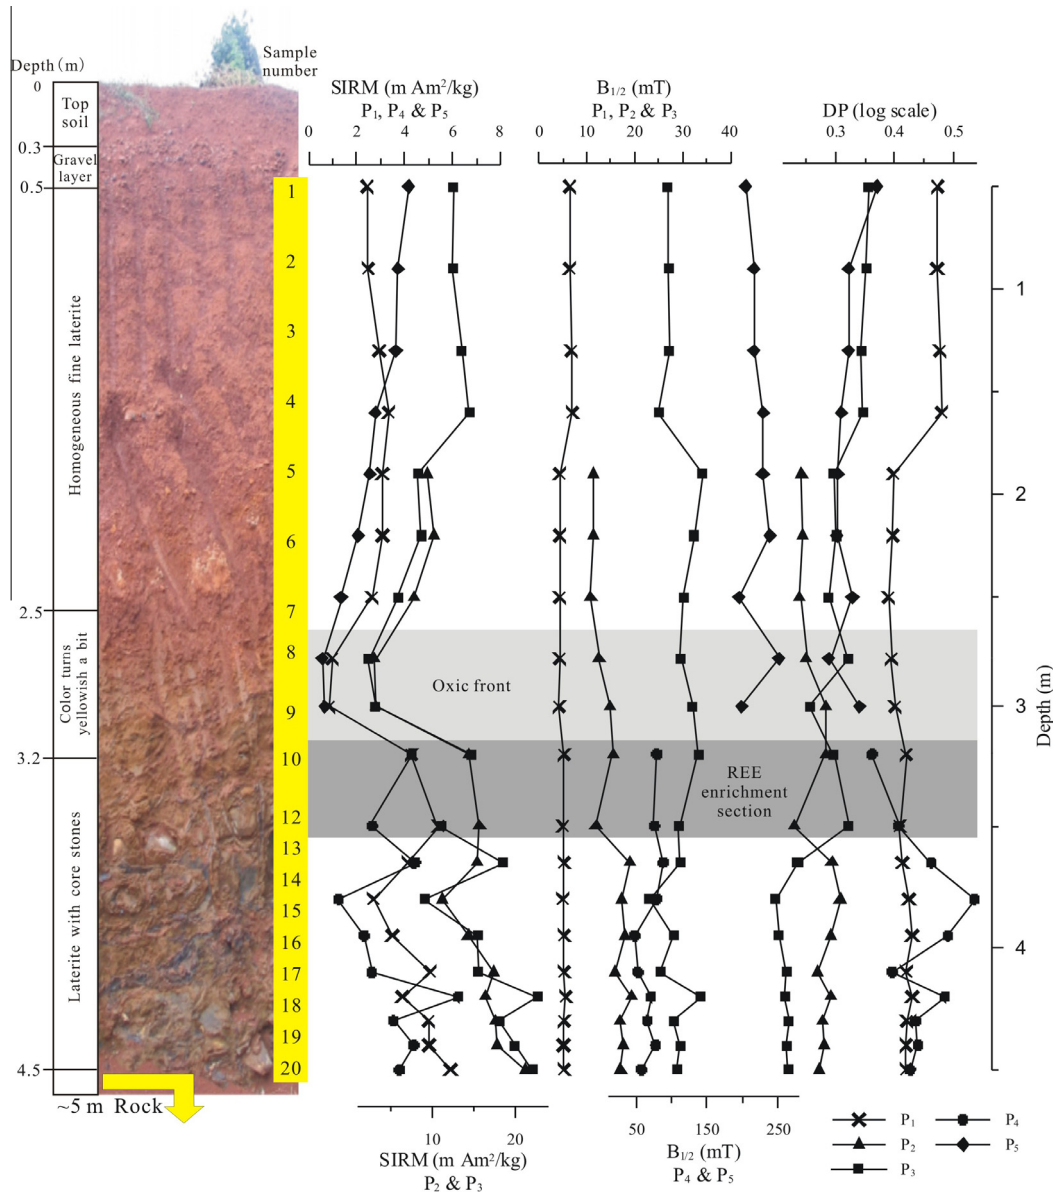 Depth (m)
Sample
number
SIRM (m Am²/kg)
P₁, P₄ & P₅
B₁/₂ (mT)
P₁, P₂ & P₃
DP (log scale)
0 2 4 6 8
0 10 20 30 40
0.3 0.4 0.5
0
Top
soil
0.3
Gravel
layer
0.5
Homogeneous fine laterite
2.5
Color turns
yellowish a bit
3.2
Laterite with core stones
4.5
~5 m Rock
1
2
3
4
5
6
7
8
9
10
12
13
14
15
16
17
18
19
20
Oxic front
REE
enrichment
section
1
2
3
4
Depth (m)
10 20
SIRM (m Am²/kg)
P₂ & P₃
50 150 250
B₁/₂ (mT)
P₄ & P₅
P₁
P₂
P₃
P₄
P₅